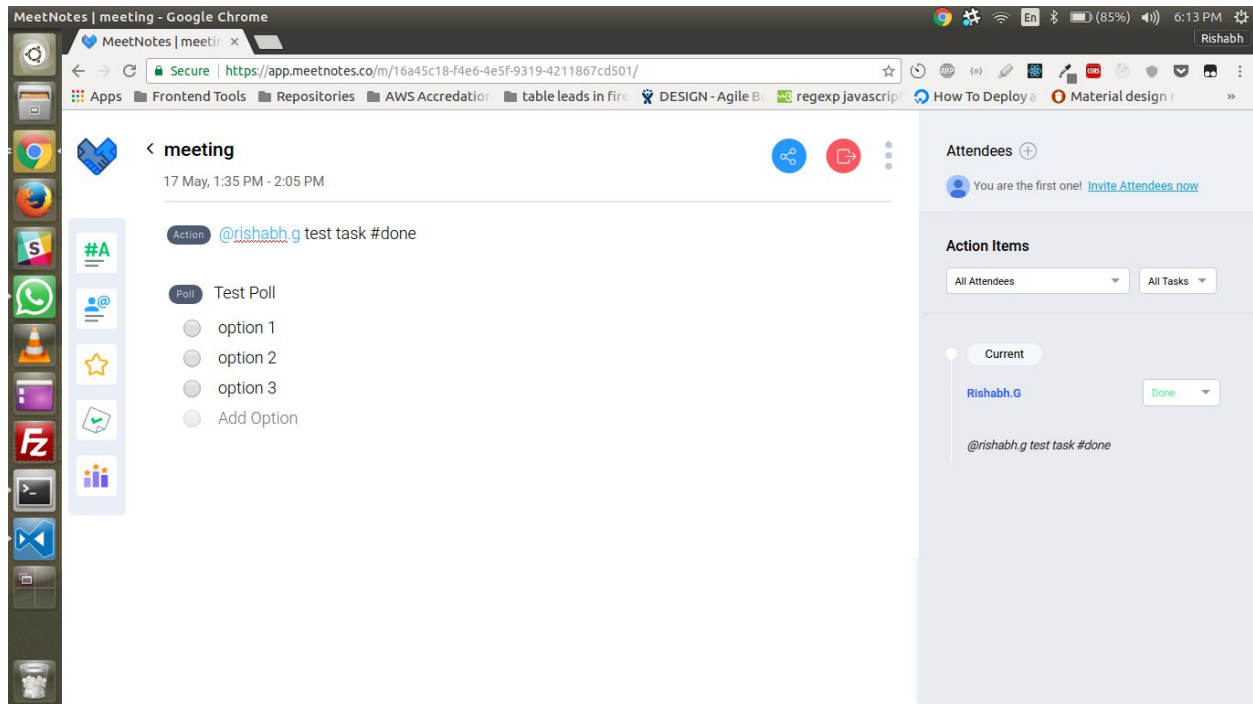 MeetNotes | meeting - Google Chrome
En (85%) 6:13 PM
MeetNotes | meetin ×
Rishabh
Secure | https://app.meetnotes.co/m/16a45c18-f4e6-4e5f-9319-4211867cd501/
Apps Frontend Tools Repositories AWS Accredation table leads in fire DESIGN - Agile Bo regexp javascript How To Deploy a Material design r »
< meeting
17 May, 1:35 PM - 2:05 PM
Action @rishabh.g test task #done
#A
Poll Test Poll
option 1
option 2
option 3
Add Option
Attendees
You are the first one! Invite Attendees now
Action Items
All Attendees All Tasks
Current
Rishabh.G Done
@rishabh.g test task #done